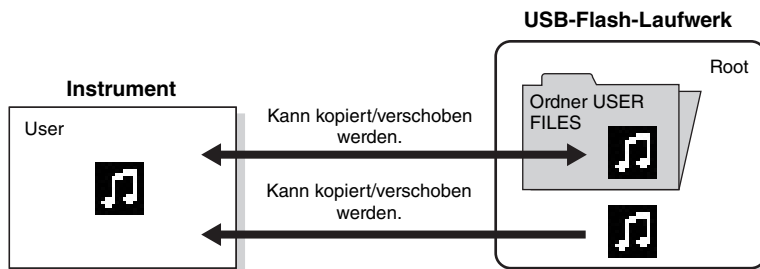 USB-Flash-Laufwerk
Root
Instrument
User
Kann kopiert/verschoben
werden.
Ordner USER
FILES
Kann kopiert/verschoben
werden.